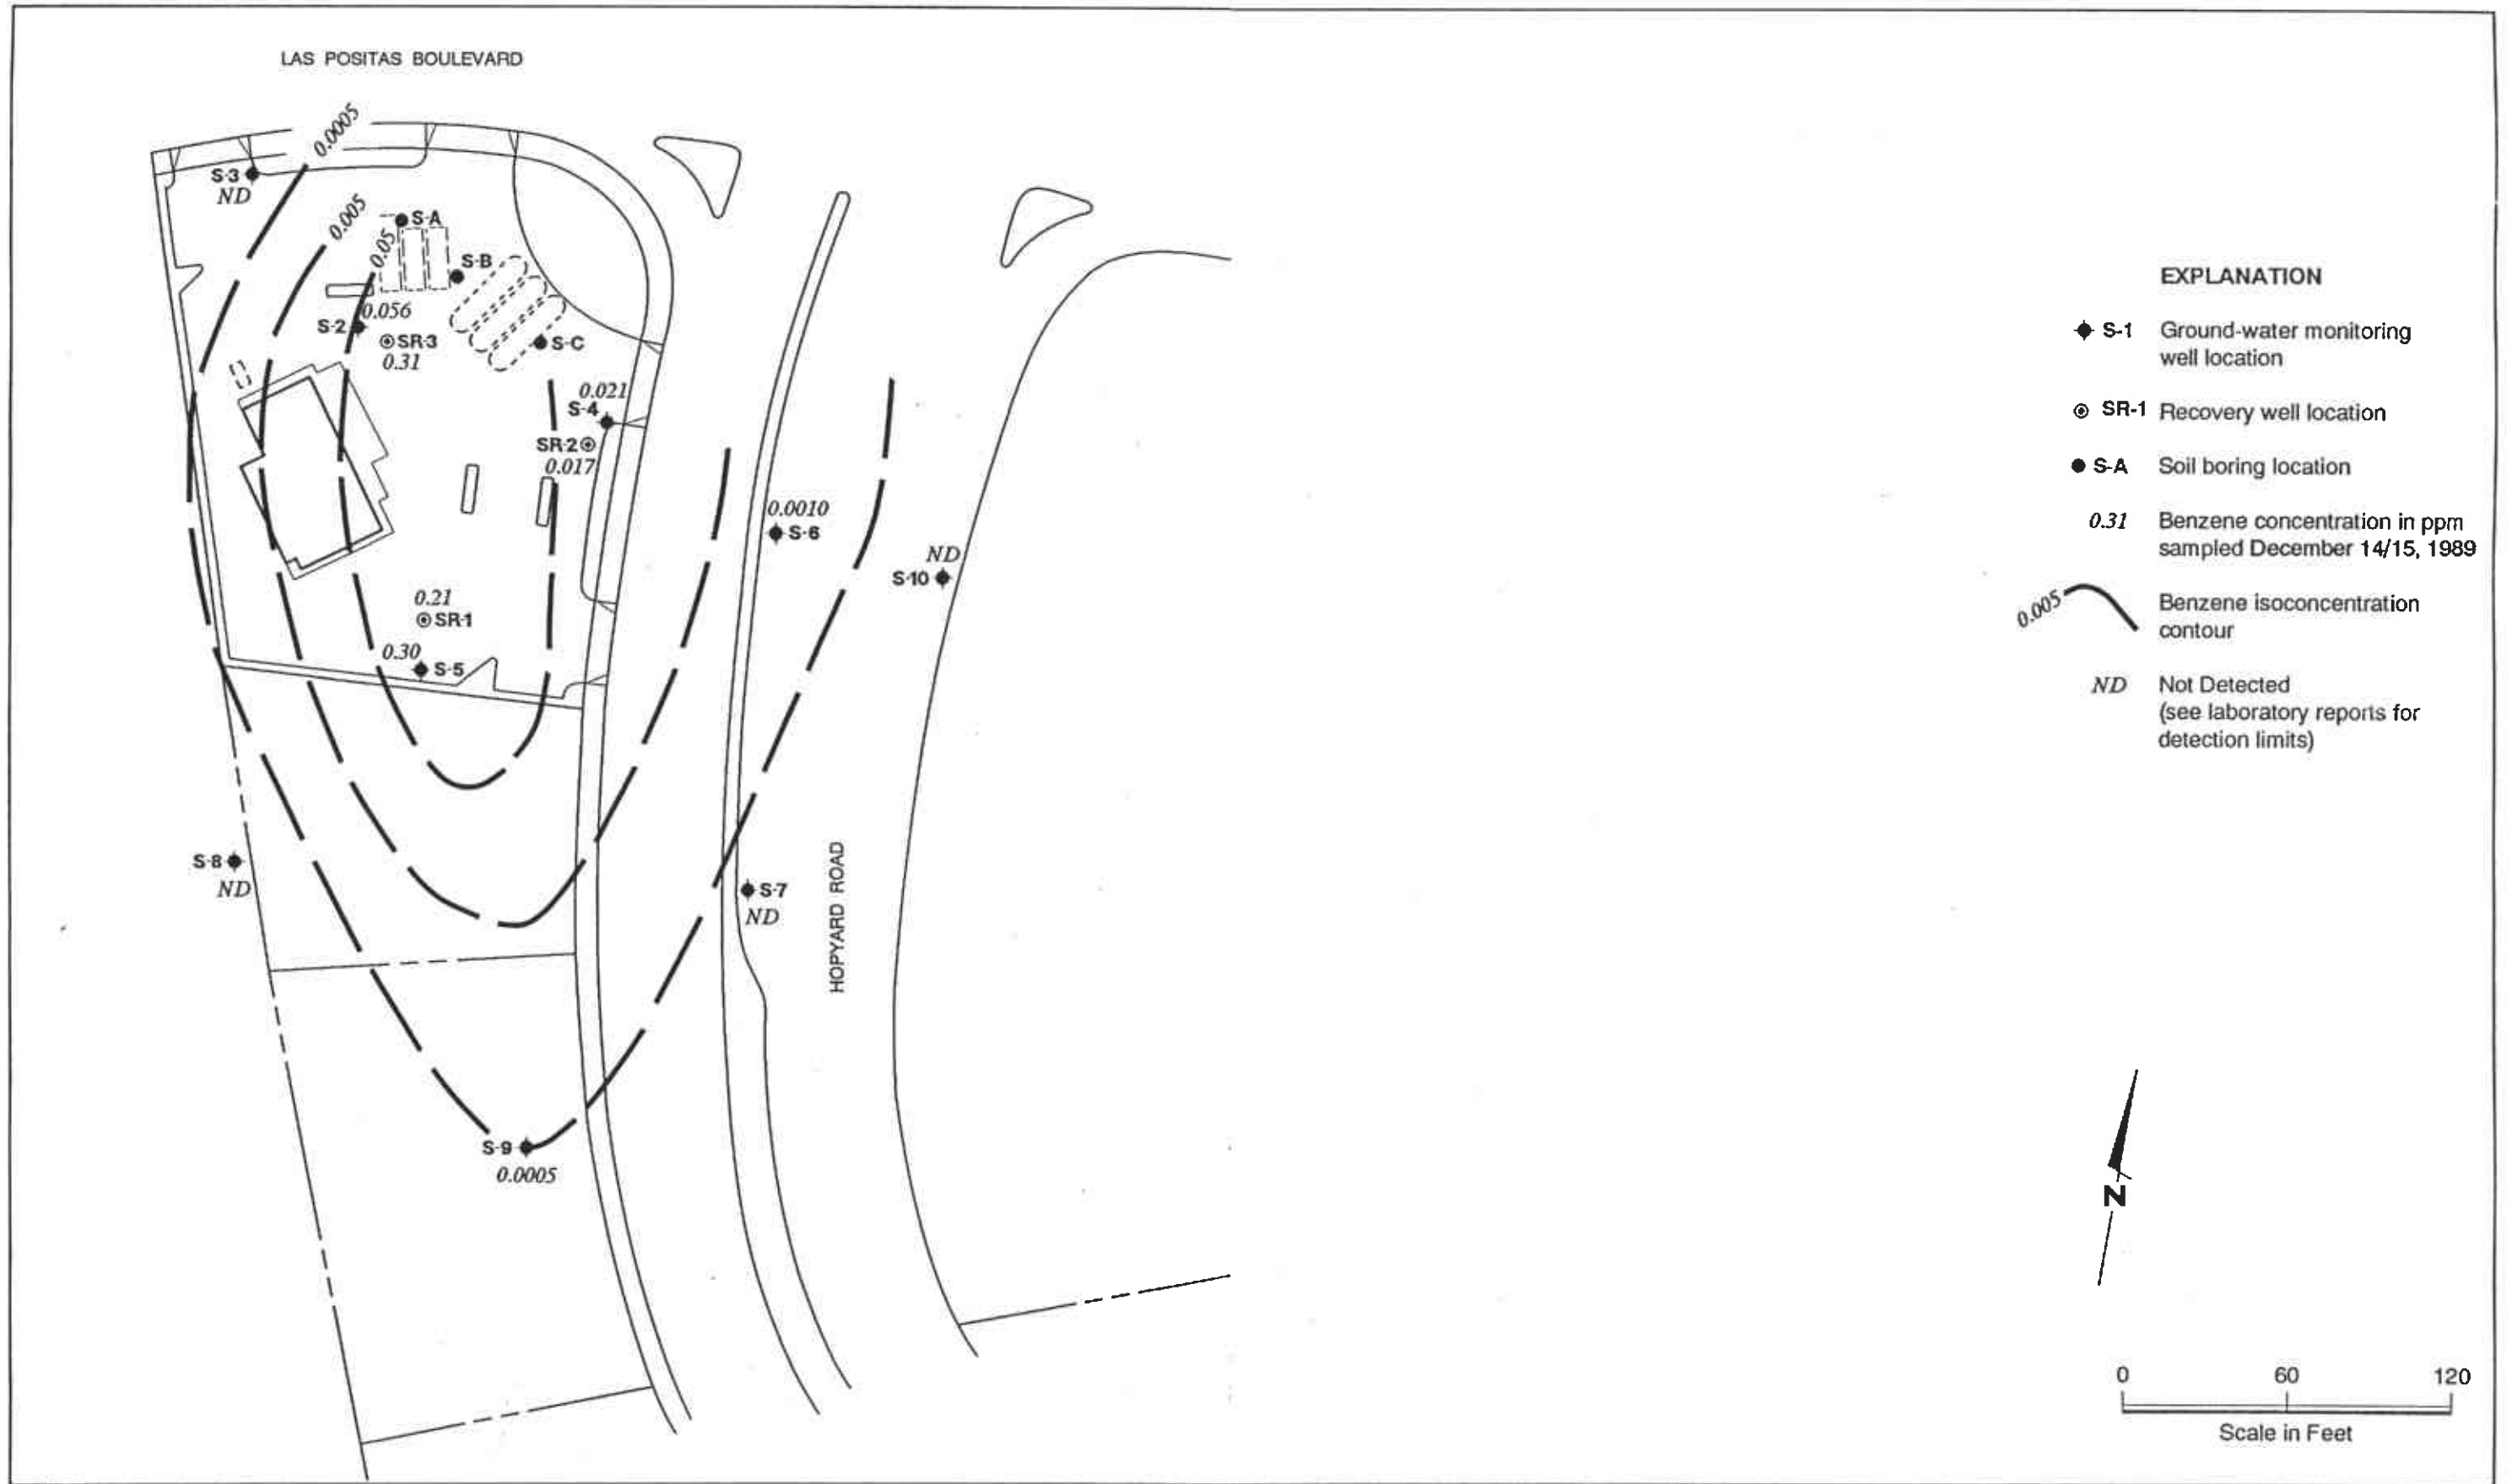 LAS POSITAS BOULEVARD
0.0005
S-3
ND
0.005
S-A
0.05
S-B
0.056
S-2
SR-3
0.31
S-C
0.021
S-4
SR-2
0.017
0.0010
S-6
ND
S-10
0.21
SR-1
0.30
S-5
S-8
ND
S-7
ND
HOPYARD ROAD
S-9
0.0005
EXPLANATION
S-1 Ground-water monitoring
well location
SR-1 Recovery well location
S-A Soil boring location
0.31 Benzene concentration in ppm
sampled December 14/15, 1989
0.005 Benzene isoconcentration
contour
ND Not Detected
(see laboratory reports for
detection limits)
N
0 60 120
Scale in Feet